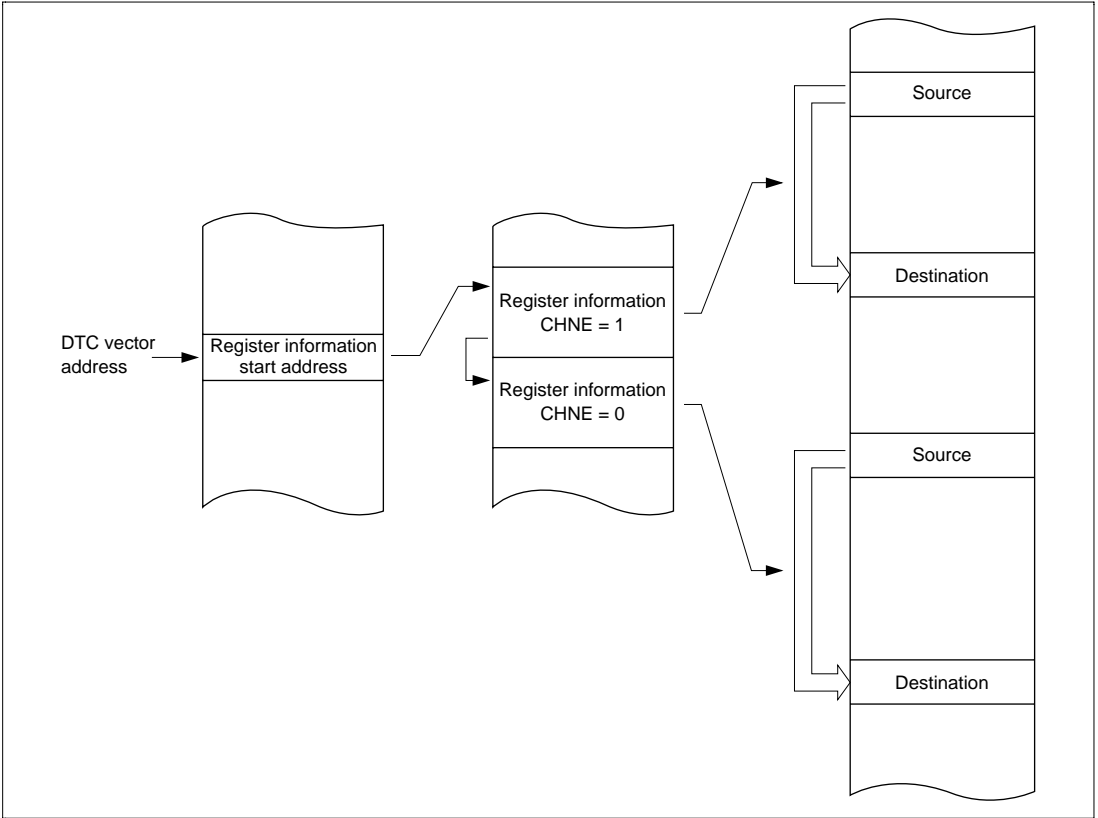 DTC vector
address
Register information
start address
Register information
CHNE = 1
Register information
CHNE = 0
Source
Destination
Source
Destination